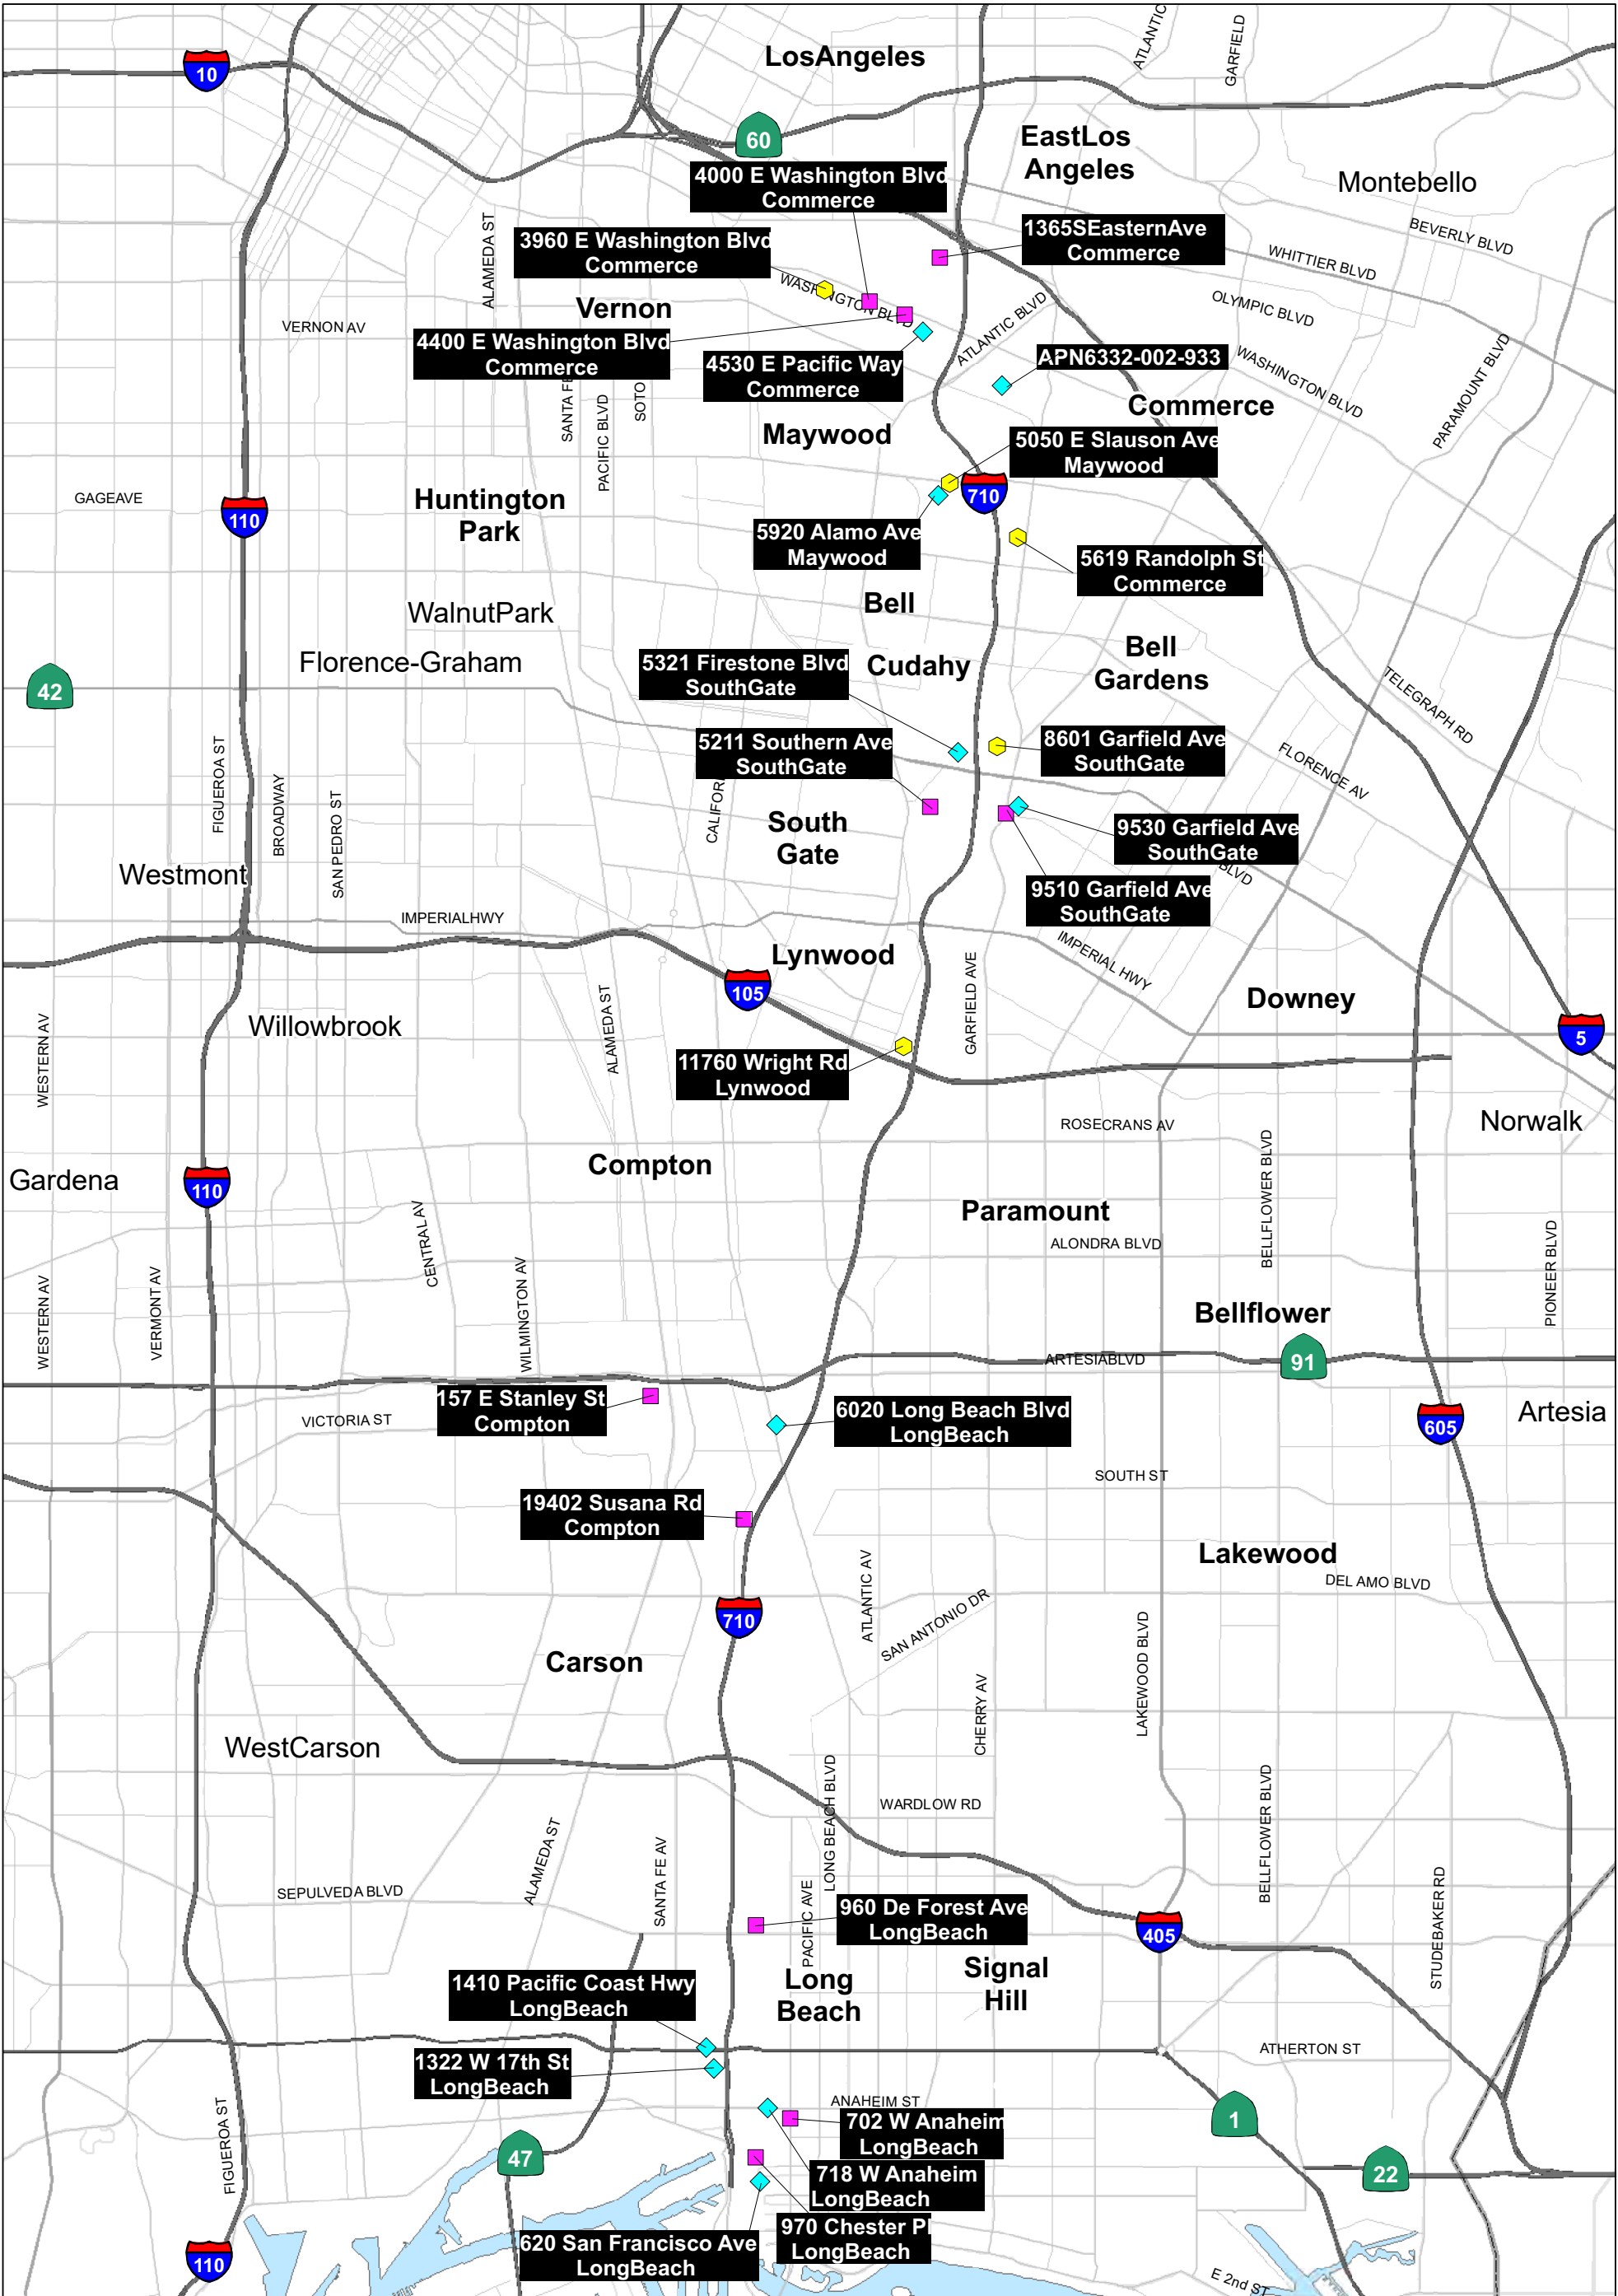 LosAngeles
ATLANTIC
GARFIELD
10
60
EastLos
Angeles
Montebello
4000 E Washington Blvd
Commerce
1365SEasternAve
Commerce
BEVERLY BLVD
WHITTIER BLVD
ALAMEDA ST
3960 E Washington Blvd
Commerce
WASHINGTON BLVD
OLYMPIC BLVD
Vernon
VERNON AV
4400 E Washington Blvd
Commerce
4530 E Pacific Way
Commerce
ATLANTIC BLVD
APN6332-002-933
WASHINGTON BLVD
PARAMOUNT BLVD
SANTA FE
PACIFIC BLVD
SOTO
Commerce
Maywood
5050 E Slauson Ave
Maywood
GAGEAVE
110
Huntington
Park
710
5920 Alamo Ave
Maywood
5619 Randolph St
Commerce
Bell
WalnutPark
Florence-Graham
42
5321 Firestone Blvd
SouthGate
Cudahy
Bell
Gardens
TELEGRAPH RD
5211 Southern Ave
SouthGate
8601 Garfield Ave
SouthGate
FLORENCE AV
FIGUEROA ST
BROADWAY
SAN PEDRO ST
CALIFOR
South
Gate
9530 Garfield Ave
SouthGate
BLVD
Westmont
9510 Garfield Ave
SouthGate
IMPERIALHWY
Lynwood
IMPERIAL HWY
105
GARFIELD AVE
Downey
Willowbrook
WESTERN AV
ALAMEDA ST
5
11760 Wright Rd
Lynwood
ROSECRANS AV
Norwalk
BELLFLOWER BLVD
Compton
Gardena
110
Paramount
ALONDRA BLVD
CENTRAL AV
WESTERN AV
VERMONT AV
WILMINGTON AV
PIONEER BLVD
Bellflower
ARTESIABLVD
91
157 E Stanley St
Compton
VICTORIA ST
6020 Long Beach Blvd
LongBeach
605
Artesia
SOUTH ST
19402 Susana Rd
Compton
Lakewood
DEL AMO BLVD
ATLANTIC AV
SAN ANTONIO DR
710
Carson
LAKEWOOD BLVD
CHERRY AV
WestCarson
LONG BEACH BLVD
WARDLOW RD
BELLFLOWER BLVD
ALAMEDA ST
SANTA FE AV
SEPULVEDA BLVD
PACIFIC AVE
STUDEBAKER RD
960 De Forest Ave
LongBeach
405
Signal
Hill
1410 Pacific Coast Hwy
LongBeach
Long
Beach
ATHERTON ST
1322 W 17th St
LongBeach
ANAHEIM ST
FIGUEROA ST
702 W Anaheim
LongBeach
1
47
718 W Anaheim
LongBeach
22
970 Chester Pl
LongBeach
620 San Francisco Ave
LongBeach
110
E 2nd ST